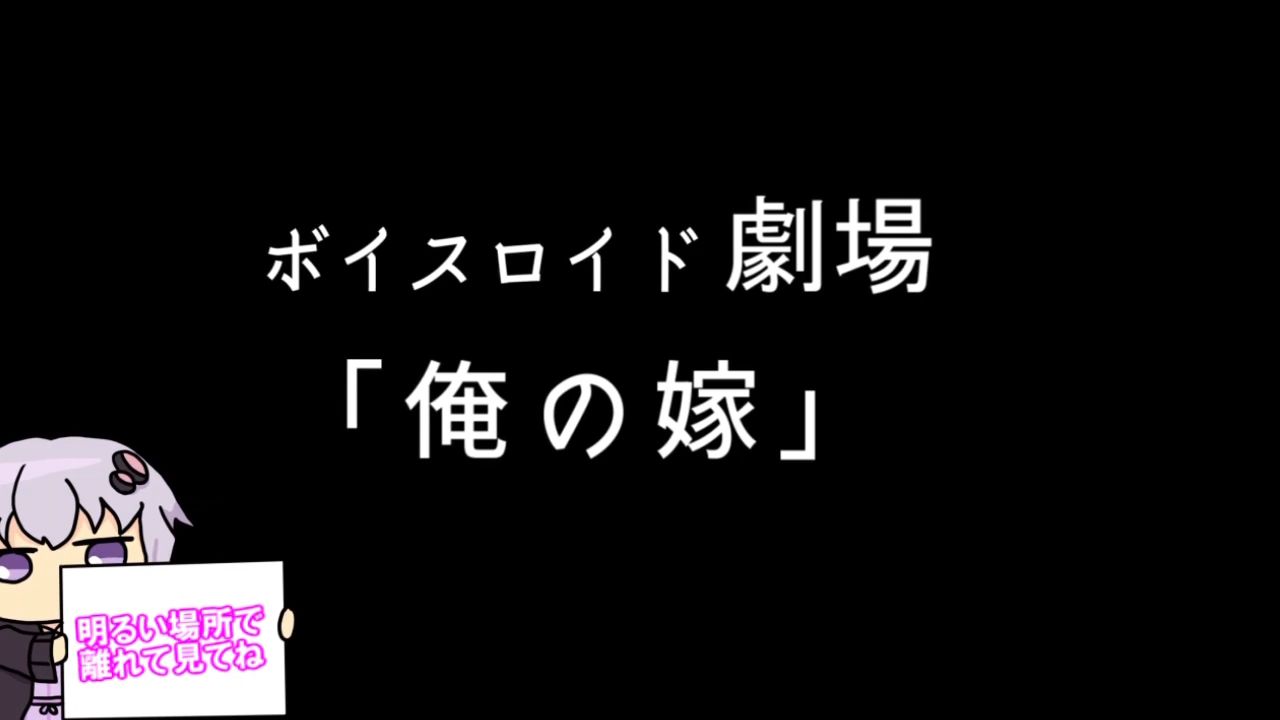 ボイスロイド劇場
「俺の嫁」
明るい場所で
離れて見てね